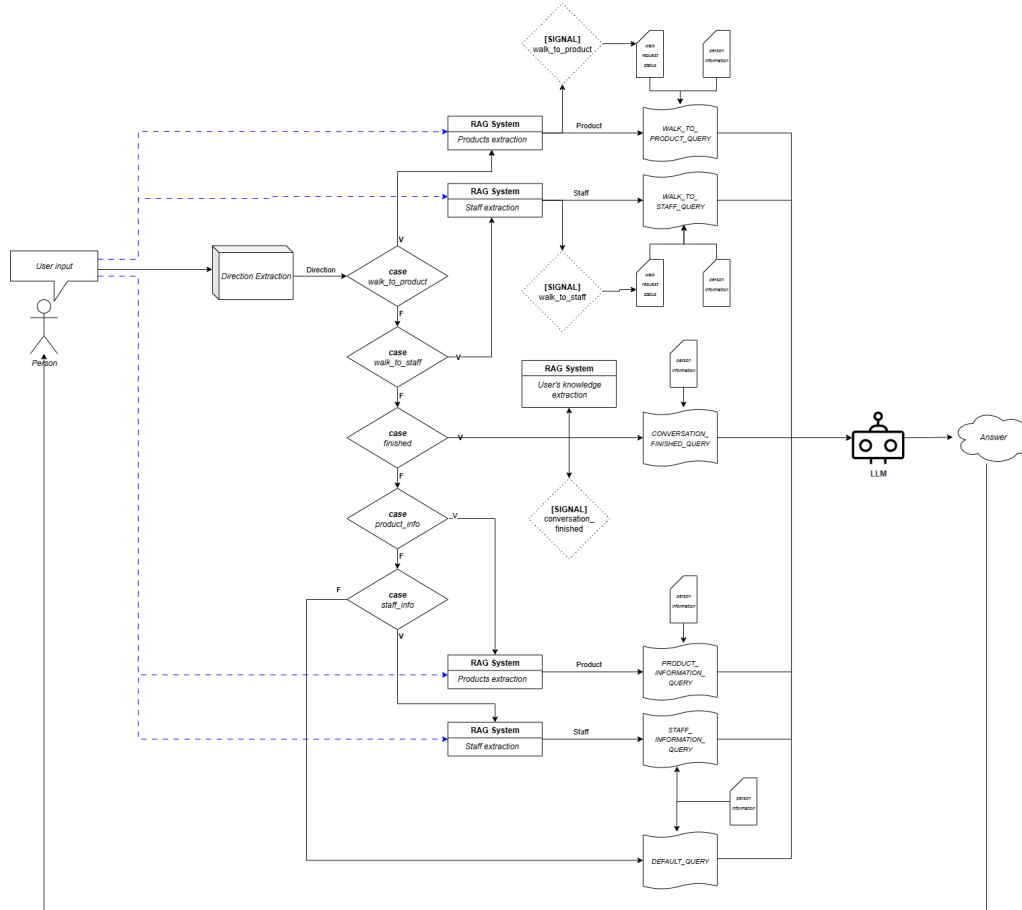 [SIGNAL]
walk_to_product
walk
request
status
person
information
RAG System
Products extraction
Product
WALK_TO_
PRODUCT_QUERY
RAG System
Staff extraction
Staff
WALK_TO_
STAFF_QUERY
V
User input
Direction Extraction
Direction
case
walk_to_product
[SIGNAL]
walk_to_staff
walk
request
status
person
information
F
Person
case
walk_to_staff
V
RAG System
User's knowledge
extraction
person
information
F
case
finished
V
CONVERSATION_
FINISHED_QUERY
LLM
Answer
F
case
product_info
V
[SIGNAL]
conversation_
finished
F
F
case
staff_info
person
information
V
RAG System
Products extraction
Product
PRODUCT_
INFORMATION_
QUERY
RAG System
Staff extraction
Staff
STAFF_
INFORMATION_
QUERY
person
information
DEFAULT_QUERY